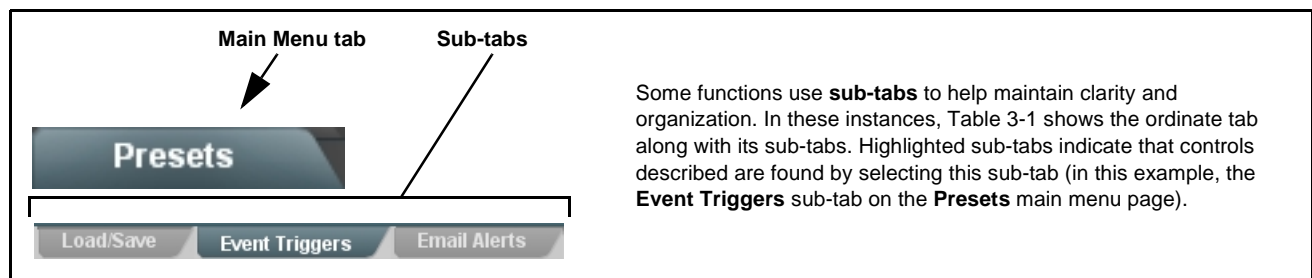 Main Menu tab Sub-tabs
Presets
Load/Save Event Triggers Email Alerts
Some functions use sub-tabs to help maintain clarity and
organization. In these instances, Table 3-1 shows the ordinate tab
along with its sub-tabs. Highlighted sub-tabs indicate that controls
described are found by selecting this sub-tab (in this example, the
Event Triggers sub-tab on the Presets main menu page).